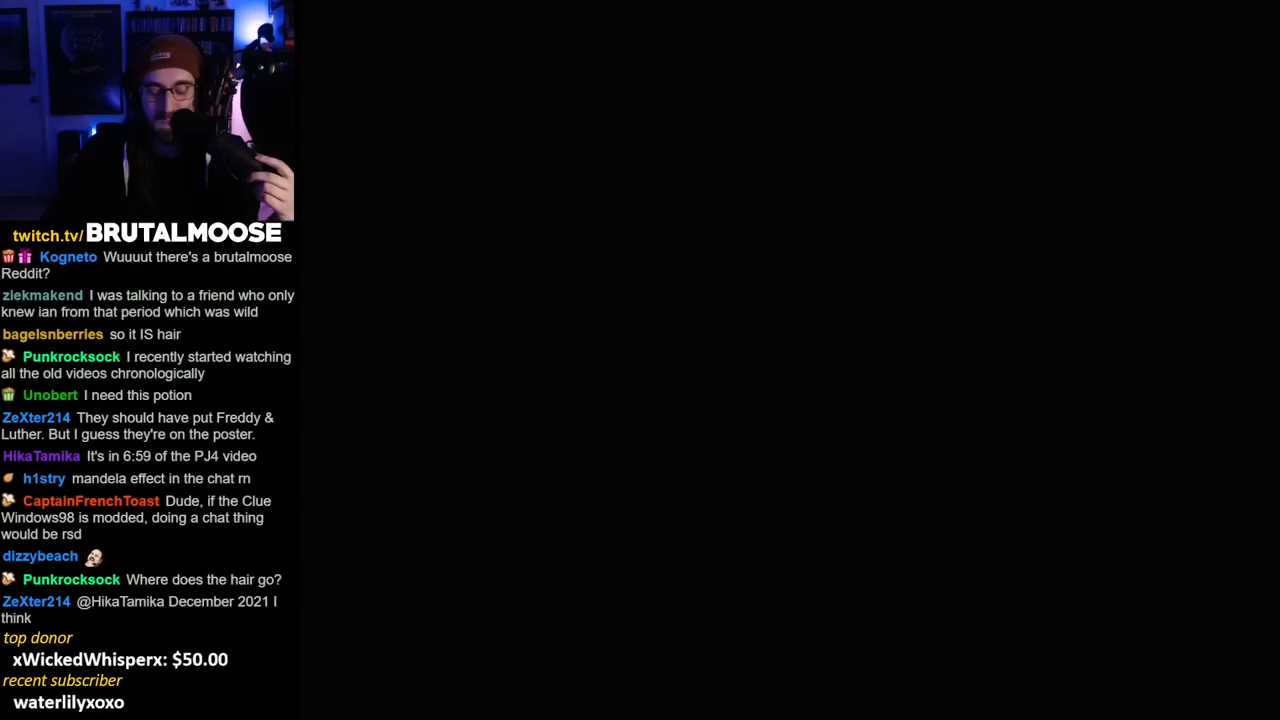 twitch.tv/BRUTALMOOSE
Kogneto Wuuuut there's a brutalmoose
Reddit?
ziekmakend I was talking to a friend who only
knew ian from that period which was wild
bagelsnberries so it IS hair
Punkrocksock I recently started watching
all the old videos chronologically
Unobert I need this potion
ZeXter214 They should have put Freddy &
Luther. But I guess they're on the poster.
HikaTamika It's in 6:59 of the PJ4 video
h1stry mandela effect in the chat rn
CaptainFrenchToast Dude, if the Clue
Windows98 is modded, doing a chat thing
would be rsd
dizzybeach
Punkrocksock Where does the hair go?
ZeXter214 @HikaTamika December 2021 I
think
top donor
xWickedWhisperx: $50.00
recent subscriber
waterlilyxoxo